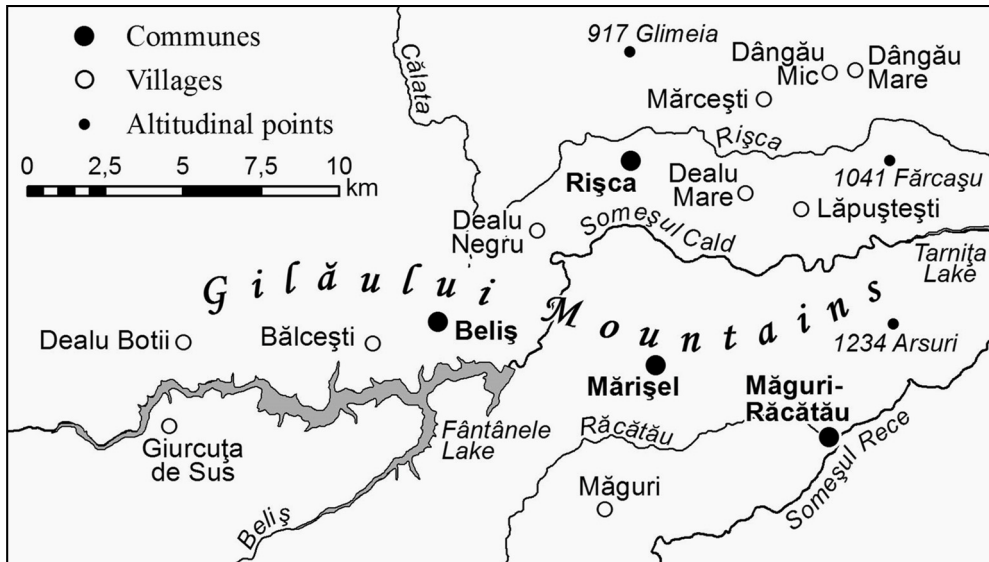 Communes
Villages
Altitudinal points
0 2,5 5 7,5 10
km
Călata
917 Glimeia
Dângău
Mic
Dângău
Mare
Mărceşti
Rişca
Rişca
Dealu
Mare
1041 Fărcaşu
Lăpuşteşti
Dealu
Negru
Someşul Cald
Tarniţa
Lake
Gilăului
Mountains
Dealu Botii
Bălceşti
Beliş
1234 Arsuri
Mărişel
Măguri-
Răcătău
Giurcuţa
de Sus
Fântânele
Lake
Răcătău
Someşul Rece
Măguri
Beliş